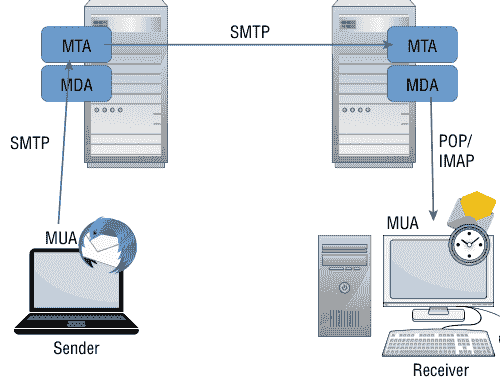 SMTP
MTA
MTA
MDA
MDA
SMTP
POP/
IMAP
MUA
MUA
Sender
Receiver